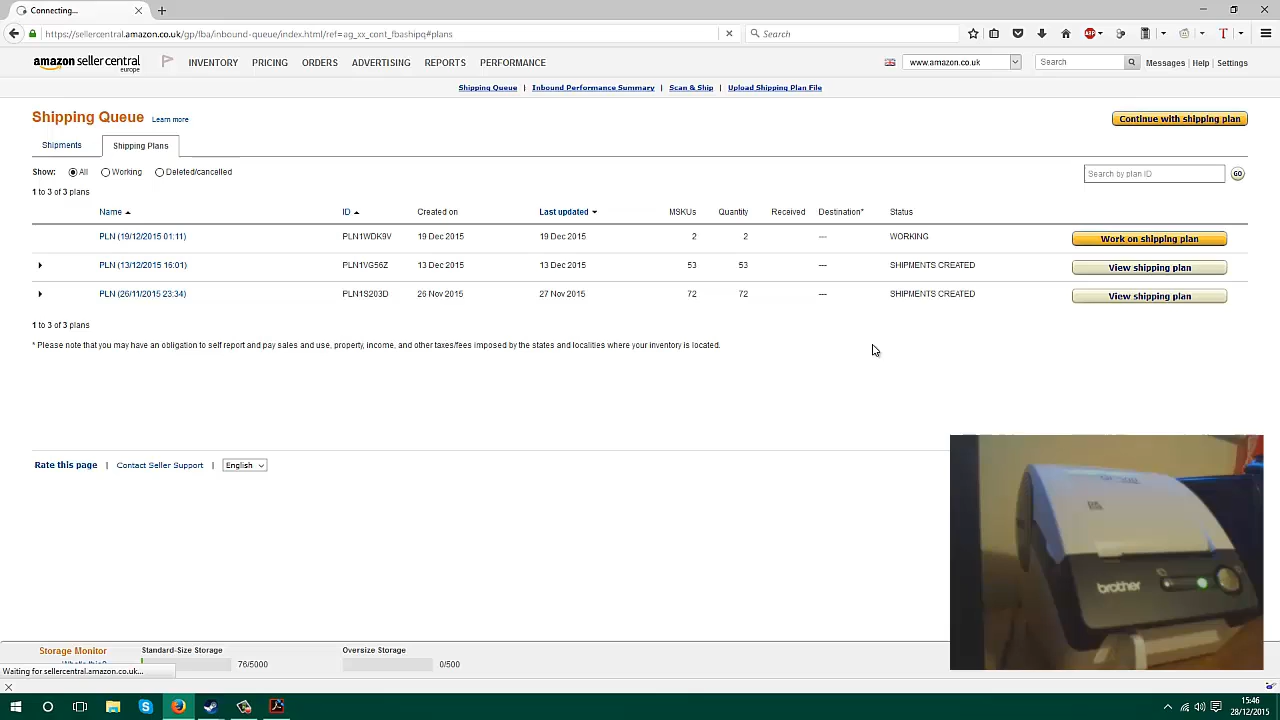 Connecting...
https://sellercentral.amazon.co.uk/gp/fba/inbound-queue/index.html/ref=ag_xx_cont_fbashipq#plans
Search
ABP
T
amazon seller central
europe
INVENTORY PRICING ORDERS ADVERTISING REPORTS PERFORMANCE
www.amazon.co.uk
Search
Messages | Help | Settings
Shipping Queue | Inbound Performance Summary | Scan & Ship | Upload Shipping Plan File
Shipping Queue Learn more
Continue with shipping plan
Shipments Shipping Plans
Show: All Working Deleted/cancelled
Search by plan ID
GO
1 to 3 of 3 plans
Name ID Created on Last updated MSKUs Quantity Received Destination* Status
PLN (19/12/2015 01:11) PLN1WDK9V 19 Dec 2015 19 Dec 2015 2 2 --- WORKING Work on shipping plan
PLN (13/12/2015 16:01) PLN1VG56Z 13 Dec 2015 13 Dec 2015 53 53 --- SHIPMENTS CREATED View shipping plan
PLN (26/11/2015 23:34) PLN1S203D 26 Nov 2015 27 Nov 2015 72 72 --- SHIPMENTS CREATED View shipping plan
1 to 3 of 3 plans
* Please note that you may have an obligation to self report and pay sales and use, property, income, and other taxes/fees imposed by the states and localities where your inventory is located.
Rate this page | Contact Seller Support | English
brother
Storage Monitor Standard-Size Storage Oversize Storage
76/5000 0/500
Waiting for sellercentral.amazon.co.uk...
15:46
28/12/2015